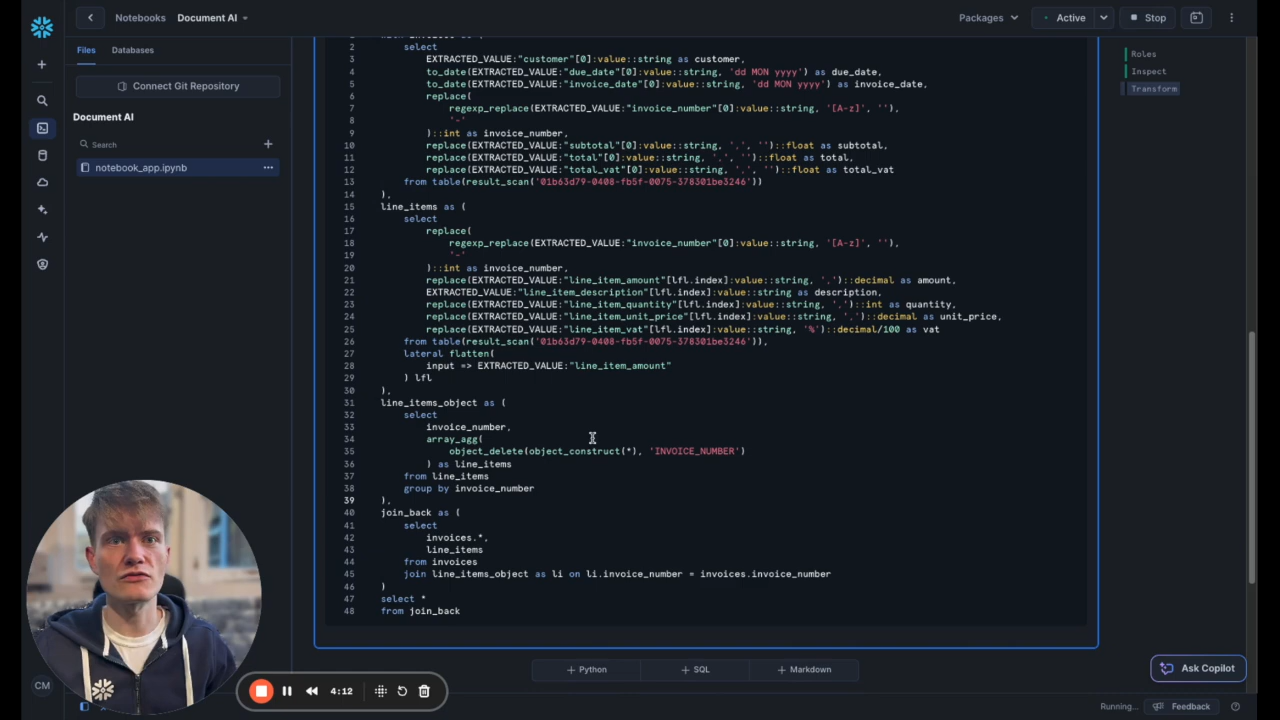 Notebooks Document AI
Packages
Active
Stop
Files Databases
Connect Git Repository
Document AI
Search
notebook_app.ipynb
2 select
3 EXTRACTED_VALUE:"customer"[0]:value::string as customer,
4 to_date(EXTRACTED_VALUE:"due_date"[0]:value::string, 'dd MON yyyy') as due_date,
5 to_date(EXTRACTED_VALUE:"invoice_date"[0]:value::string, 'dd MON yyyy') as invoice_date,
6 replace(
7 regexp_replace(EXTRACTED_VALUE:"invoice_number"[0]:value::string, '[A-z]', ''),
8 '-'
9 )::int as invoice_number,
10 replace(EXTRACTED_VALUE:"subtotal"[0]:value::string, ',', '')::float as subtotal,
11 replace(EXTRACTED_VALUE:"total"[0]:value::string, ',', '')::float as total,
12 replace(EXTRACTED_VALUE:"total_vat"[0]:value::string, ',', '')::float as total_vat
13 from table(result_scan('01b63d79-0408-fb5f-0075-378301be3246'))
14 ),
15 line_items as (
16 select
17 replace(
18 regexp_replace(EXTRACTED_VALUE:"invoice_number"[0]:value::string, '[A-z]', ''),
19 '-'
20 )::int as invoice_number,
21 replace(EXTRACTED_VALUE:"line_item_amount"[lfl.index]:value::string, ',')::decimal as amount,
22 EXTRACTED_VALUE:"line_item_description"[lfl.index]:value::string as description,
23 replace(EXTRACTED_VALUE:"line_item_quantity"[lfl.index]:value::string, ',')::int as quantity,
24 replace(EXTRACTED_VALUE:"line_item_unit_price"[lfl.index]:value::string, ',')::decimal as unit_price,
25 replace(EXTRACTED_VALUE:"line_item_vat"[lfl.index]:value::string, '%')::decimal/100 as vat
26 from table(result_scan('01b63d79-0408-fb5f-0075-378301be3246')),
27 lateral flatten(
28 input => EXTRACTED_VALUE:"line_item_amount"
29 ) lfl
30 ),
31 line_items_object as (
32 select
33 invoice_number,
34 array_agg(
35 object_delete(object_construct(*), 'INVOICE_NUMBER')
36 ) as line_items
37 from line_items
38 group by invoice_number
39 ),
40 join_back as (
41 select
42 invoices.*,
43 line_items
44 from invoices
45 join line_items_object as li on li.invoice_number = invoices.invoice_number
46 )
47 select *
48 from join_back
Roles
Inspect
Transform
+ Python
+ SQL
+ Markdown
Ask Copilot
CM
4:12
Running...
Feedback